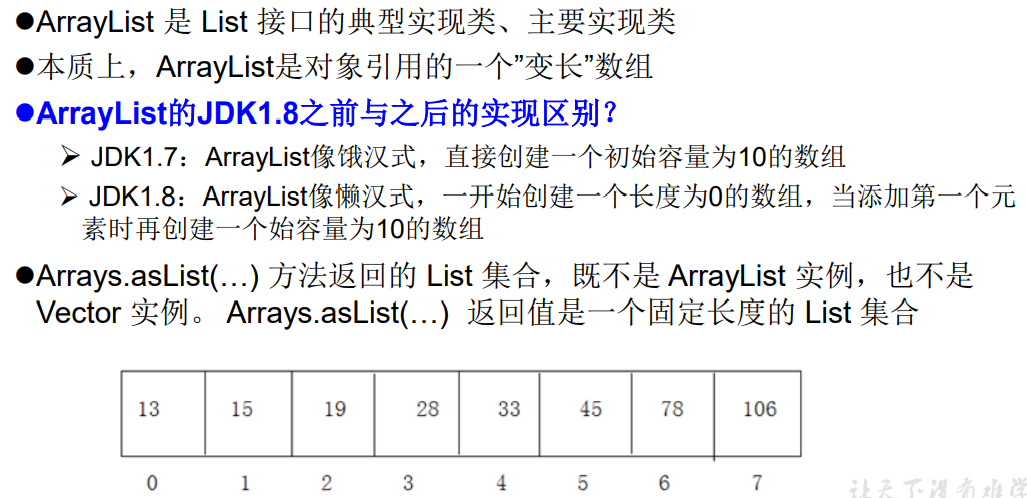 ●ArrayList 是 List 接口的典型实现类、主要实现类
●本质上，ArrayList是对象引用的一个”变长”数组
●ArrayList的JDK1.8之前与之后的实现区别？
➢ JDK1.7：ArrayList像饿汉式，直接创建一个初始容量为10的数组
➢ JDK1.8：ArrayList像懒汉式，一开始创建一个长度为0的数组，当添加第一个元
素时再创建一个始容量为10的数组
●Arrays.asList(…) 方法返回的 List 集合，既不是 ArrayList 实例，也不是
Vector 实例。 Arrays.asList(…) 返回值是一个固定长度的 List 集合
13 15 19 28 33 45 78 106
0 1 2 3 4 5 6 7
让天下没有难学